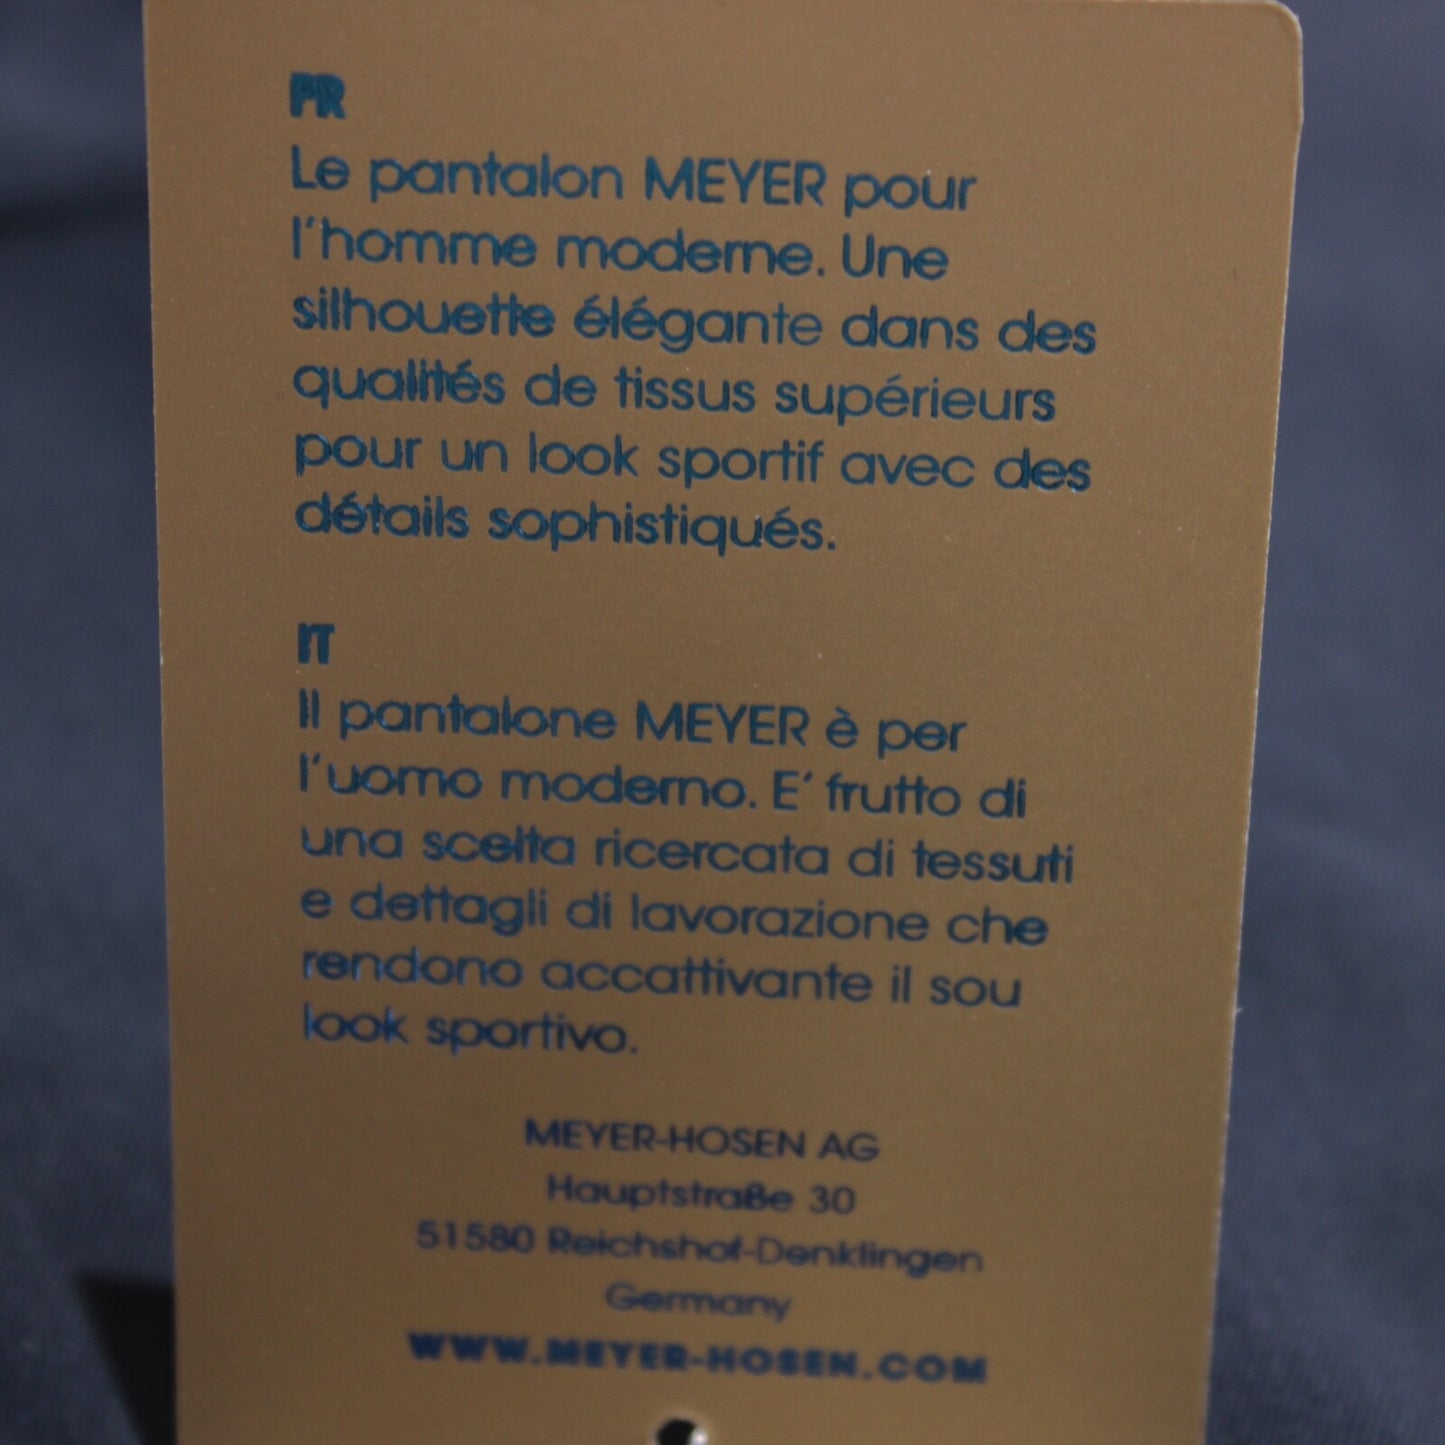 FR
Le pantalon MEYER pour
l'homme moderne. Une
silhouette élégante dans des
qualités de tissus supérieurs
pour un look sportif avec des
détails sophistiqués.
IT
Il pantalone MEYER è per
l'uomo moderno. E' frutto di
una scelta ricercata di tessuti
e dettagli di lavorazione che
rendono accattivante il sou
look sportivo.
MEYER-HOSEN AG
Hauptstraße 30
51580 Reichshof-Denklingen
Germany
WWW.MEYER-HOSEN.COM